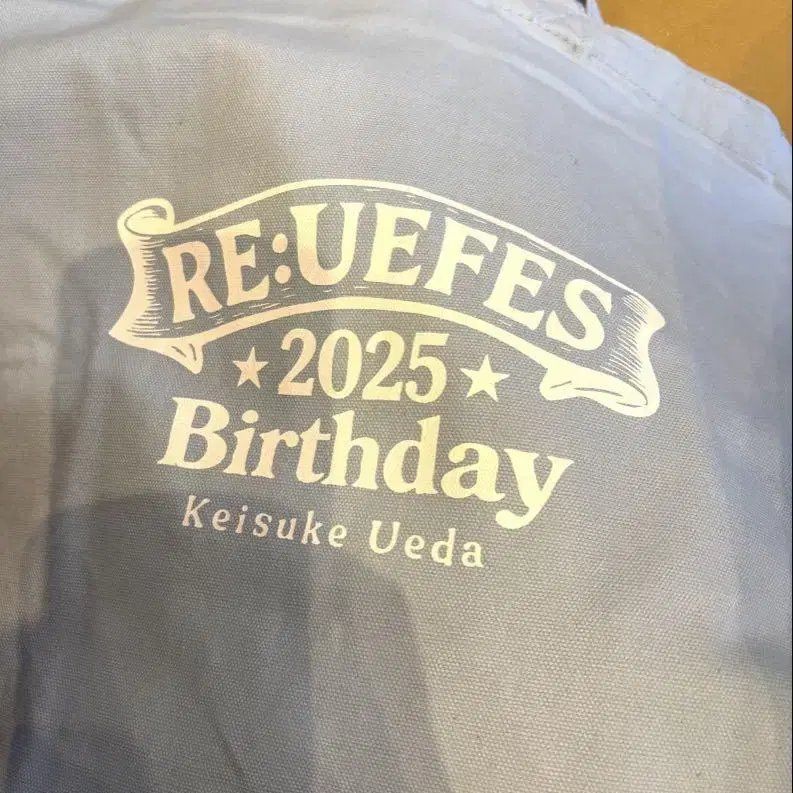 RE:UEFES
★2025★
Birthday
Keisuke Ueda